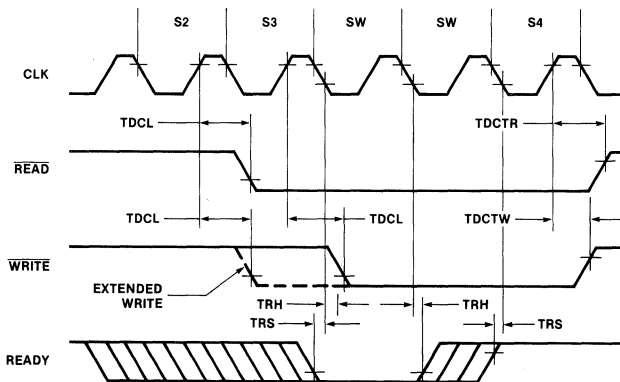 S2 S3 SW SW S4
CLK
TDCL TDCTR
READ
TDCL TDCL TDCTW
WRITE
EXTENDED
WRITE
TRH TRH
TRS TRS
READY